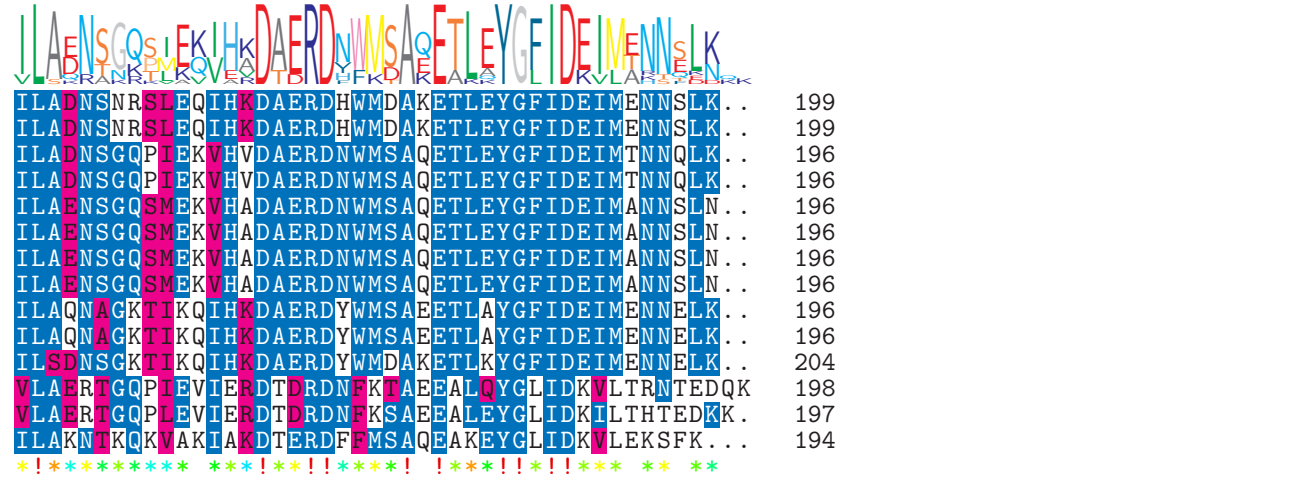 ILAENSGQSIEKIHKDAERDNWMSAQETLEYGFIDEIMENNSLK
ILADNSNRSLEQIHKDAERDHWMDAKETLEYGFIDEIMENNSLK.. 199
ILADNSNRSLEQIHKDAERDHWMDAKETLEYGFIDEIMENNSLK.. 199
ILADNSGQPIEKVHVDAERDNWMSAQETLEYGFIDEIMTNNQLK.. 196
ILADNSGQPIEKVHVDAERDNWMSAQETLEYGFIDEIMTNNQLK.. 196
ILAENSGQSMEKVHADAERDNWMSAQETLEYGFIDEIMANNSLN.. 196
ILAENSGQSMEKVHADAERDNWMSAQETLEYGFIDEIMANNSLN.. 196
ILAENSGQSMEKVHADAERDNWMSAQETLEYGFIDEIMANNSLN.. 196
ILAENSGQSMEKVHADAERDNWMSAQETLEYGFIDEIMANNSLN.. 196
ILAQNAGKTIKQIHKDAERDYWMSAEETLAYGFIDEIMENNELK.. 196
ILAQNAGKTIKQIHKDAERDYWMSAEETLAYGFIDEIMENNELK.. 196
ILSDNSGKTIKQIHKDAERDYWMDAKETLKYGFIDEIMENNELK.. 204
VLAERTGQPIEVIERDTDRDNFKTAEEALQYGLIDKVLTRNTEDQK 198
VLAERTGQPLEVIERDTDRDNFKSAEEALEYGLIDKILTHTEDKK. 197
ILAKNTKQKVAKIAKDTERDFFMSAQEAKEYGLIDKVLEKSFK... 194
*!********* ***!**!!****! !***!!*!!*** ** **